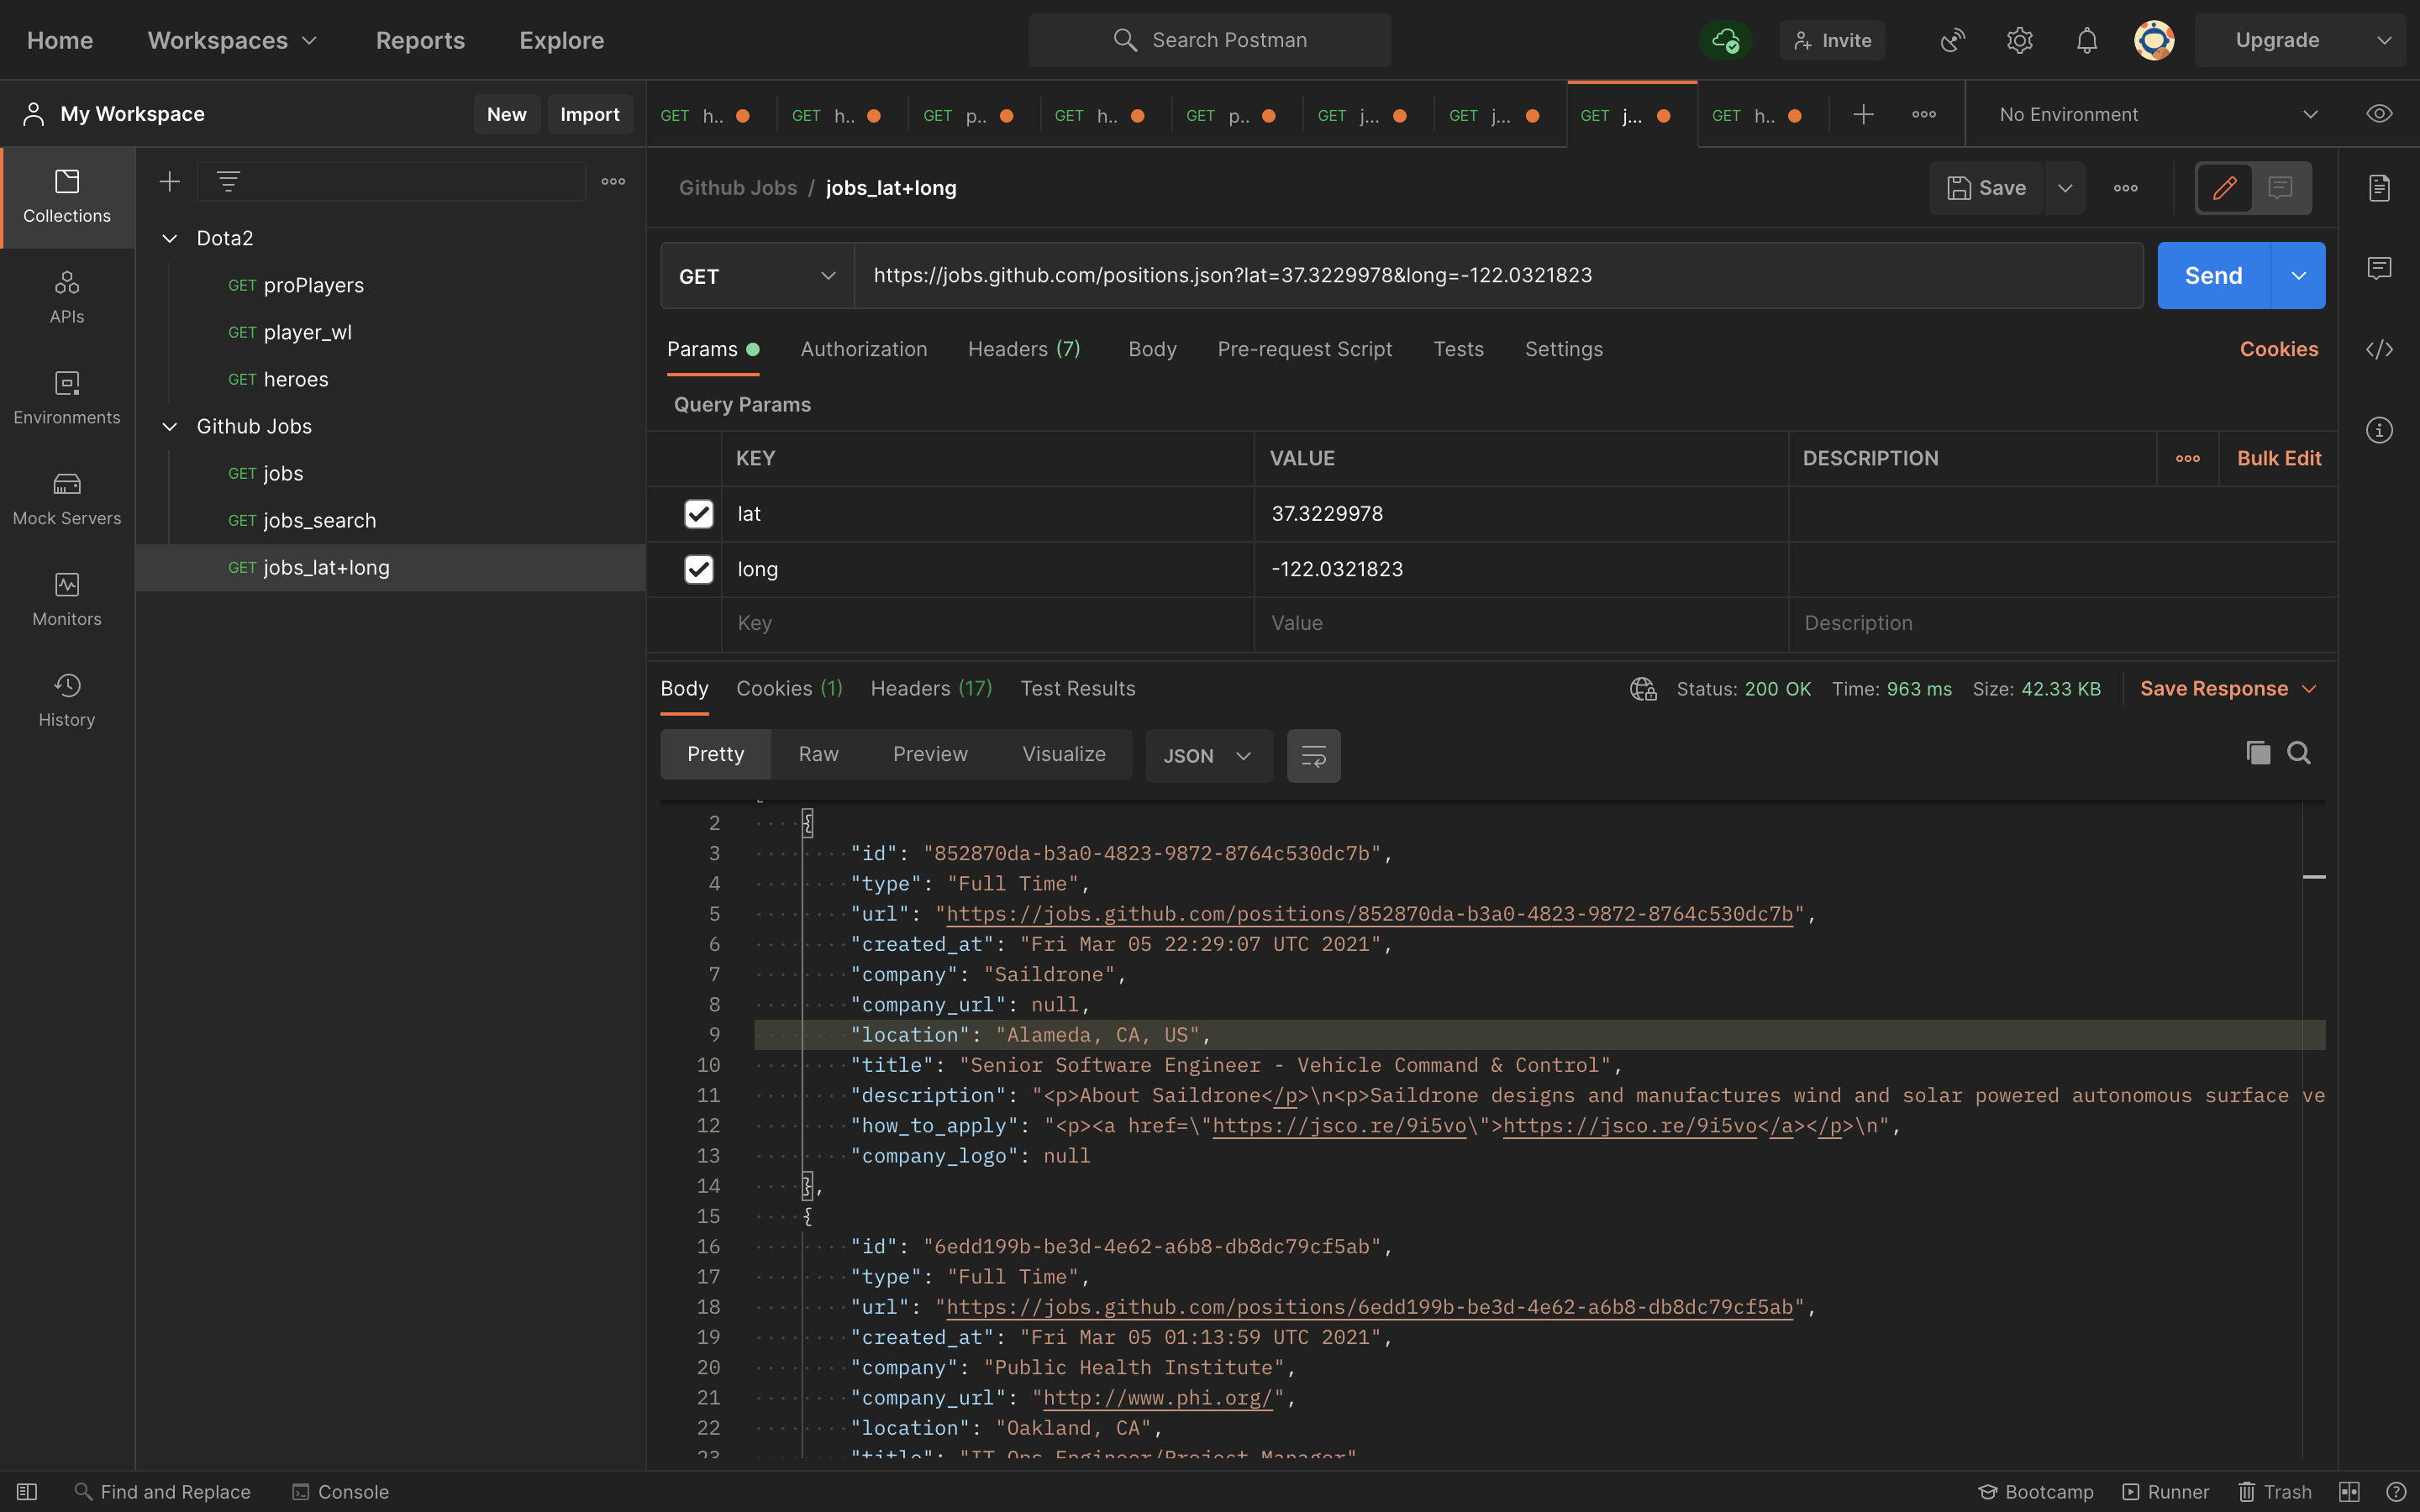 Home Workspaces Reports Explore Search Postman Invite Upgrade
My Workspace New Import GET h.. GET h.. GET p.. GET h.. GET p.. GET j... GET j... GET j... GET h.. No Environment
Collections
APIs
Environments
Mock Servers
Monitors
History
Dota2
GET proPlayers
GET player_wl
GET heroes
Github Jobs
GET jobs
GET jobs_search
GET jobs_lat+long
Github Jobs / jobs_lat+long Save
GET https://jobs.github.com/positions.json?lat=37.3229978&long=-122.0321823 Send
Params Authorization Headers (7) Body Pre-request Script Tests Settings Cookies
Query Params
KEY VALUE DESCRIPTION Bulk Edit
lat 37.3229978
long -122.0321823
Key Value Description
Body Cookies (1) Headers (17) Test Results Status: 200 OK Time: 963 ms Size: 42.33 KB Save Response
Pretty Raw Preview Visualize JSON
2 {
3 "id": "852870da-b3a0-4823-9872-8764c530dc7b",
4 "type": "Full Time",
5 "url": "https://jobs.github.com/positions/852870da-b3a0-4823-9872-8764c530dc7b",
6 "created_at": "Fri Mar 05 22:29:07 UTC 2021",
7 "company": "Saildrone",
8 "company_url": null,
9 "location": "Alameda, CA, US",
10 "title": "Senior Software Engineer - Vehicle Command & Control",
11 "description": "<p>About Saildrone</p>\n<p>Saildrone designs and manufactures wind and solar powered autonomous surface ve
12 "how_to_apply": "<p><a href=\"https://jsco.re/9i5vo\">https://jsco.re/9i5vo</a></p>\n",
13 "company_logo": null
14 },
15 {
16 "id": "6edd199b-be3d-4e62-a6b8-db8dc79cf5ab",
17 "type": "Full Time",
18 "url": "https://jobs.github.com/positions/6edd199b-be3d-4e62-a6b8-db8dc79cf5ab",
19 "created_at": "Fri Mar 05 01:13:59 UTC 2021",
20 "company": "Public Health Institute",
21 "company_url": "http://www.phi.org/",
22 "location": "Oakland, CA",
23 "title": "IT Ops Engineer/Project Manager"
Find and Replace Console Bootcamp Runner Trash